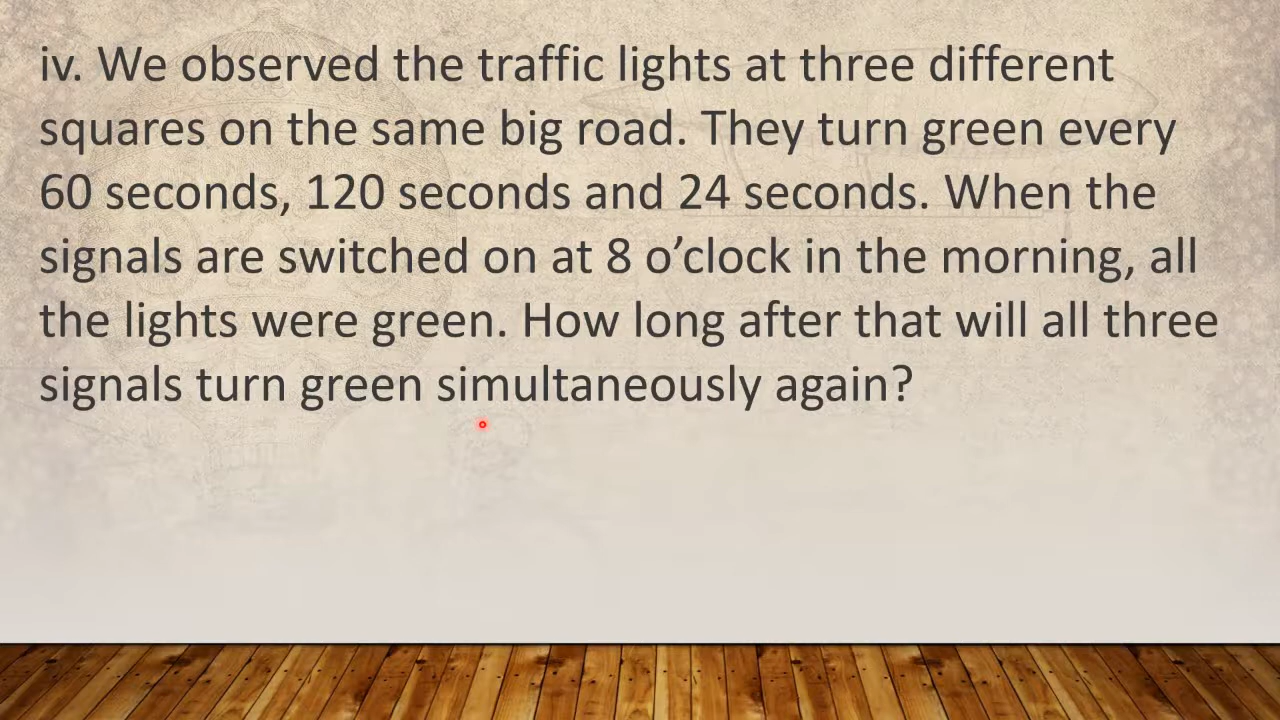 iv. We observed the traffic lights at three different
squares on the same big road. They turn green every
60 seconds, 120 seconds and 24 seconds. When the
signals are switched on at 8 o’clock in the morning, all
the lights were green. How long after that will all three
signals turn green simultaneously again?